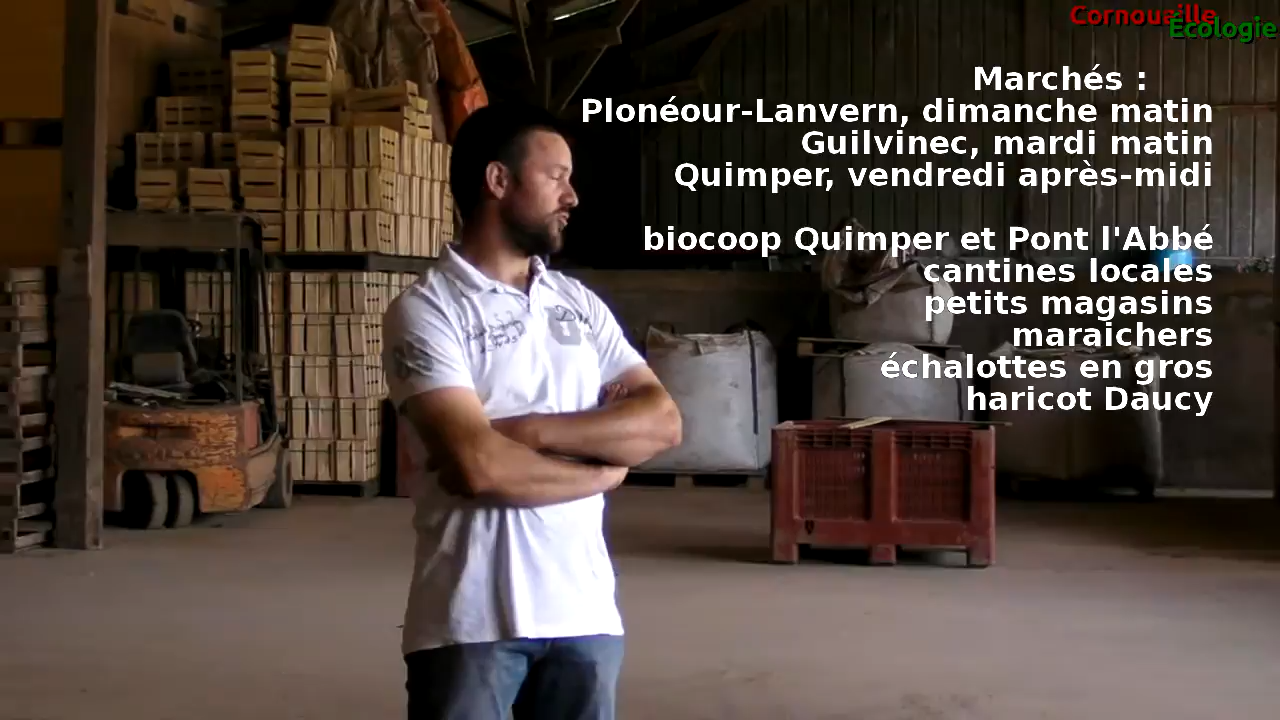 Cornouaille
Écologie
Marchés :
Plonéour-Lanvern, dimanche matin
Guilvinec, mardi matin
Quimper, vendredi après-midi
biocoop Quimper et Pont l'Abbé
cantines locales
petits magasins
maraichers
échalottes en gros
haricot Daucy